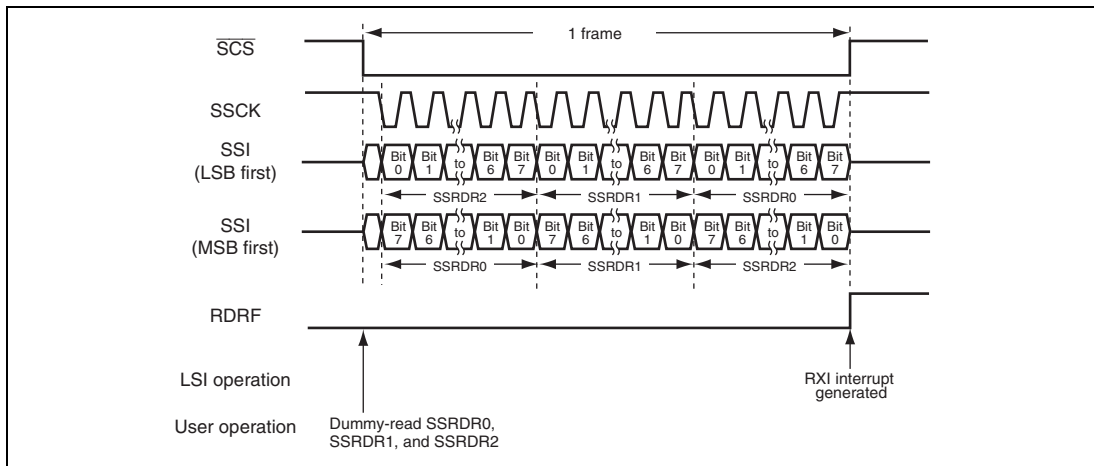 SCS
1 frame
SSCK
SSI
(LSB first)
Bit 0 Bit 1 to Bit 6 Bit 7 Bit 0 Bit 1 to Bit 6 Bit 7 Bit 0 Bit 1 to Bit 6 Bit 7
SSRDR2 SSRDR1 SSRDR0
SSI
(MSB first)
Bit 7 Bit 6 to Bit 1 Bit 0 Bit 7 Bit 6 to Bit 1 Bit 0 Bit 7 Bit 6 to Bit 1 Bit 0
SSRDR0 SSRDR1 SSRDR2
RDRF
LSI operation
RXI interrupt
generated
User operation
Dummy-read SSRDR0,
SSRDR1, and SSRDR2